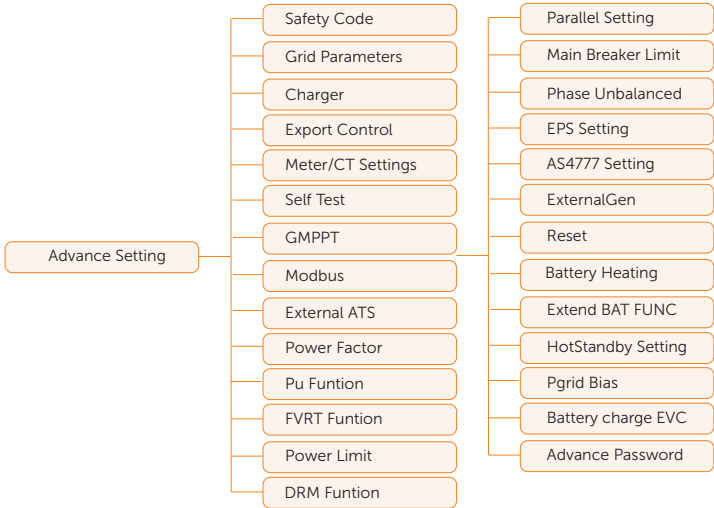 Advance Setting
Safety Code
Grid Parameters
Charger
Export Control
Meter/CT Settings
Self Test
GMPPT
Modbus
External ATS
Power Factor
Pu Funtion
FVRT Funtion
Power Limit
DRM Funtion
Parallel Setting
Main Breaker Limit
Phase Unbalanced
EPS Setting
AS4777 Setting
ExternalGen
Reset
Battery Heating
Extend BAT FUNC
HotStandby Setting
Pgrid Bias
Battery charge EVC
Advance Password